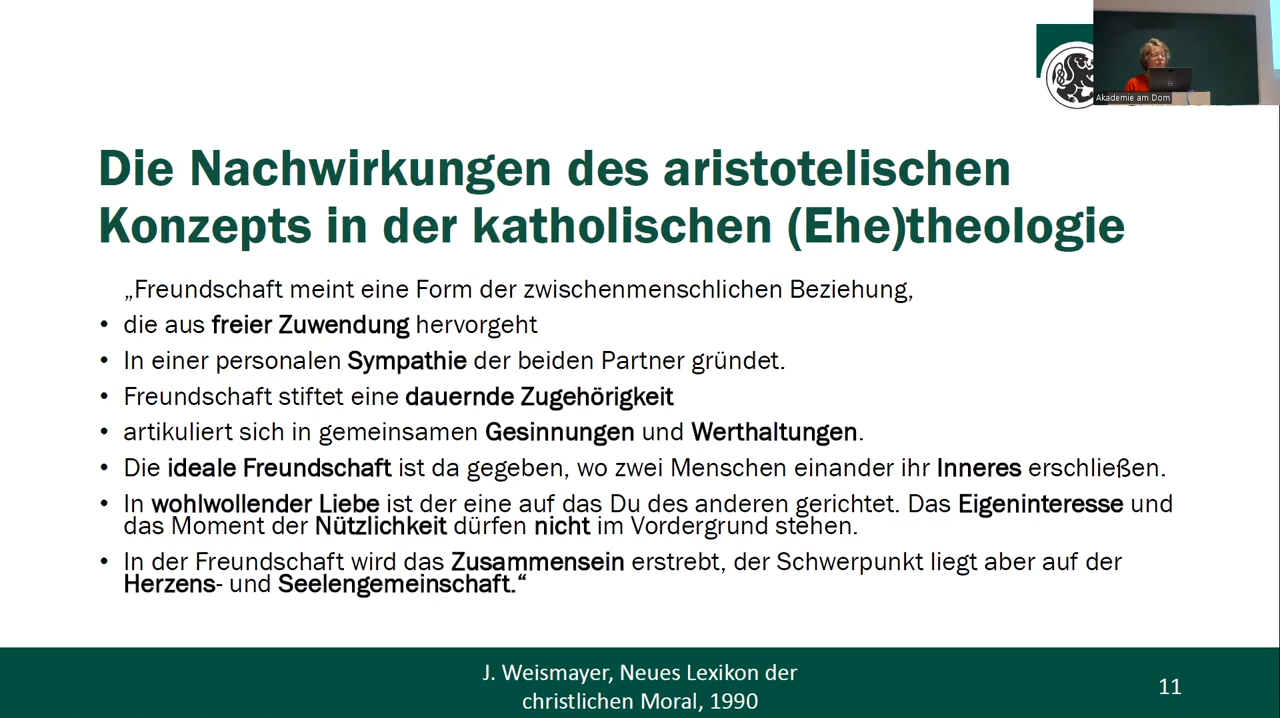 Akademie am Dom
Die Nachwirkungen des aristotelischen
Konzepts in der katholischen (Ehe)theologie
„Freundschaft meint eine Form der zwischenmenschlichen Beziehung,
• die aus freier Zuwendung hervorgeht
• In einer personalen Sympathie der beiden Partner gründet.
• Freundschaft stiftet eine dauernde Zugehörigkeit
• artikuliert sich in gemeinsamen Gesinnungen und Werthaltungen.
• Die ideale Freundschaft ist da gegeben, wo zwei Menschen einander ihr Inneres erschließen.
• In wohlwollender Liebe ist der eine auf das Du des anderen gerichtet. Das Eigeninteresse und
das Moment der Nützlichkeit dürfen nicht im Vordergrund stehen.
• In der Freundschaft wird das Zusammensein erstrebt, der Schwerpunkt liegt aber auf der
Herzens- und Seelengemeinschaft.“
J. Weismayer, Neues Lexikon der
christlichen Moral, 1990
11